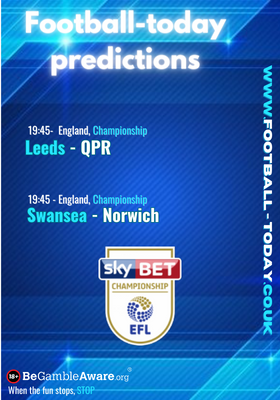 Football-today
predictions
19:45- England, Championship
Leeds - QPR
19:45 - England, Championship
Swansea - Norwich
sky BET
CHAMPIONSHIP
EFL
WWW.FOOTBALL-TODAY.CO.UK
18+ BeGambleAware.org®
When the fun stops, STOP